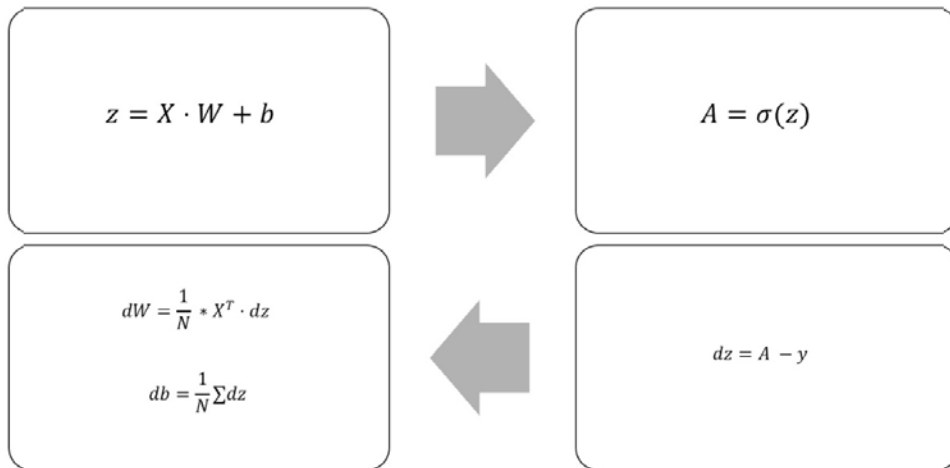 z = X · W + b
A = σ(z)
dW = 1/N * X^T · dz
db = 1/N ∑dz
dz = A − y